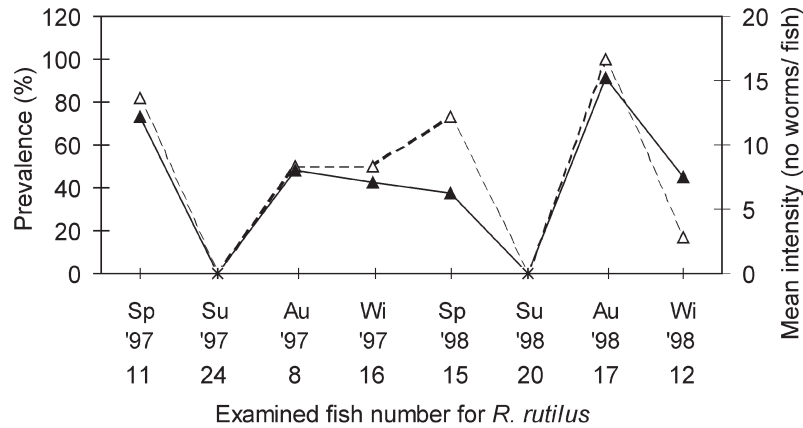 Prevalence (%)
120
100
80
60
40
20
0
20
15
10
5
0
Mean intensity (no worms/ fish)
Sp Su Au Wi Sp Su Au Wi
'97 '97 '97 '97 '98 '98 '98 '98
11 24 8 16 15 20 17 12
Examined fish number for R. rutilus